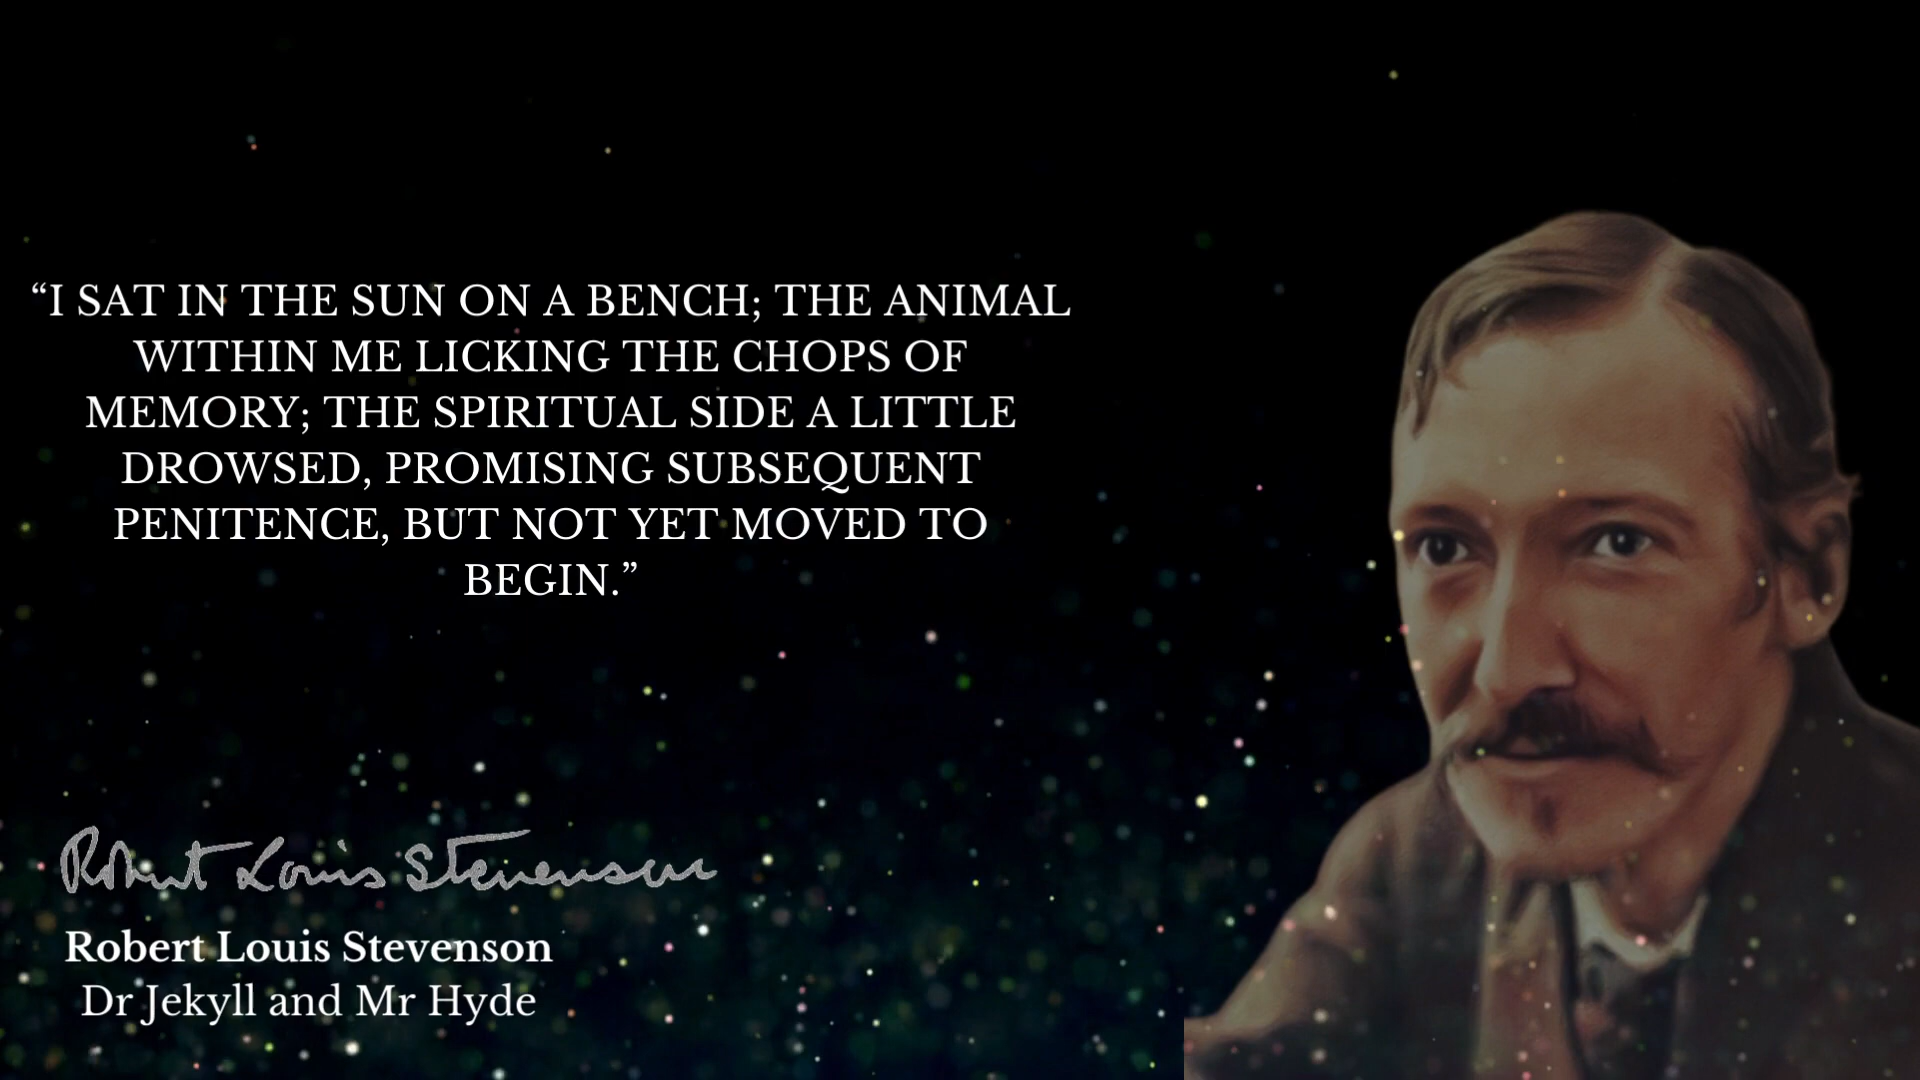 “I SAT IN THE SUN ON A BENCH; THE ANIMAL
WITHIN ME LICKING THE CHOPS OF
MEMORY; THE SPIRITUAL SIDE A LITTLE
DROWSED, PROMISING SUBSEQUENT
PENITENCE, BUT NOT YET MOVED TO
BEGIN.”
Robert Louis Stevenson
Robert Louis Stevenson
Dr Jekyll and Mr Hyde